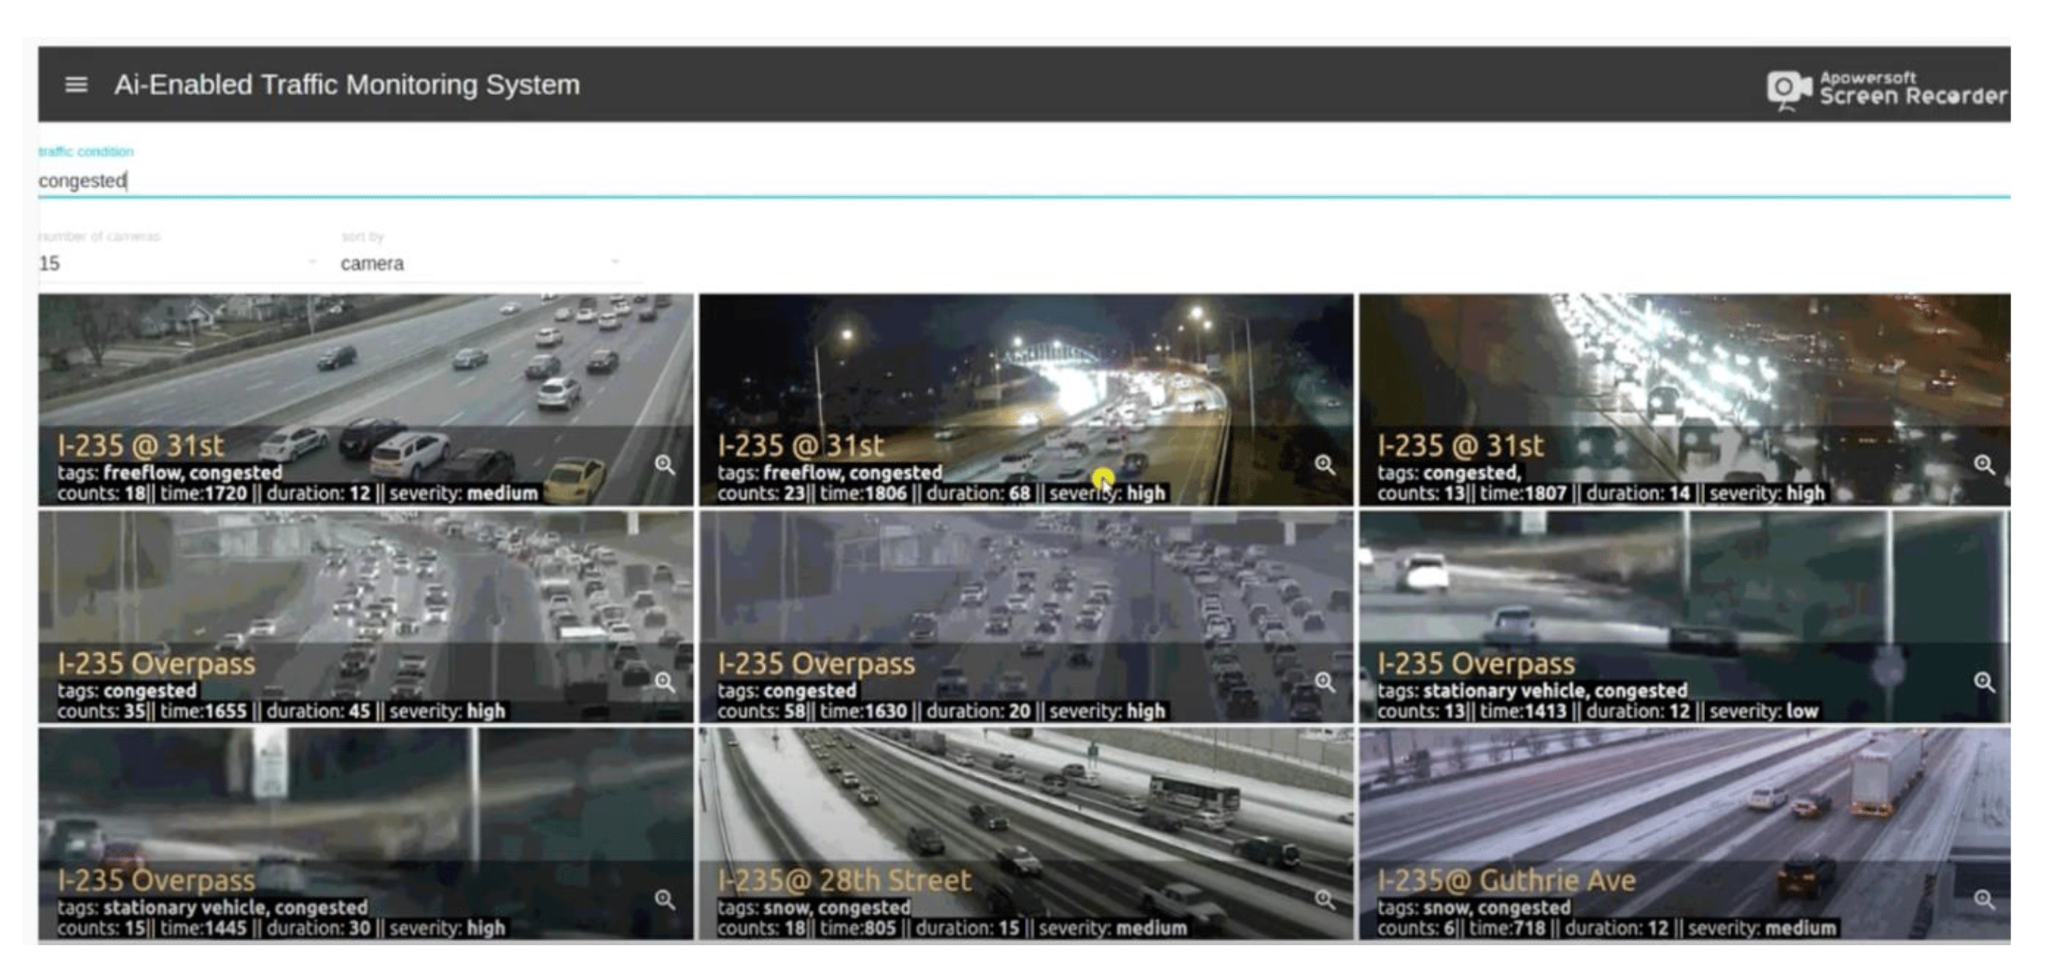 Ai-Enabled Traffic Monitoring System
Apowersoft
Screen Recorder
traffic condition
congested
number of cameras
sort by
15
camera
I-235 @ 31st
tags: freeflow, congested
counts: 18|| time:1720 || duration: 12 || severity: medium
I-235 @ 31st
tags: freeflow, congested
counts: 23|| time:1806 || duration: 68 || severity: high
I-235 @ 31st
tags: congested,
counts: 13|| time:1807 || duration: 14 || severity: high
I-235 Overpass
tags: congested
counts: 35|| time:1655 || duration: 45 || severity: high
I-235 Overpass
tags: congested
counts: 58|| time:1630 || duration: 20 || severity: high
I-235 Overpass
tags: stationary vehicle, congested
counts: 13|| time:1413 || duration: 12 || severity: low
I-235 Overpass
tags: stationary vehicle, congested
counts: 15|| time:1445 || duration: 30 || severity: high
I-235@ 28th Street
tags: snow, congested
counts: 18|| time:805 || duration: 15 || severity: medium
I-235@ Guthrie Ave
tags: snow, congested
counts: 6|| time:718 || duration: 12 || severity: medium